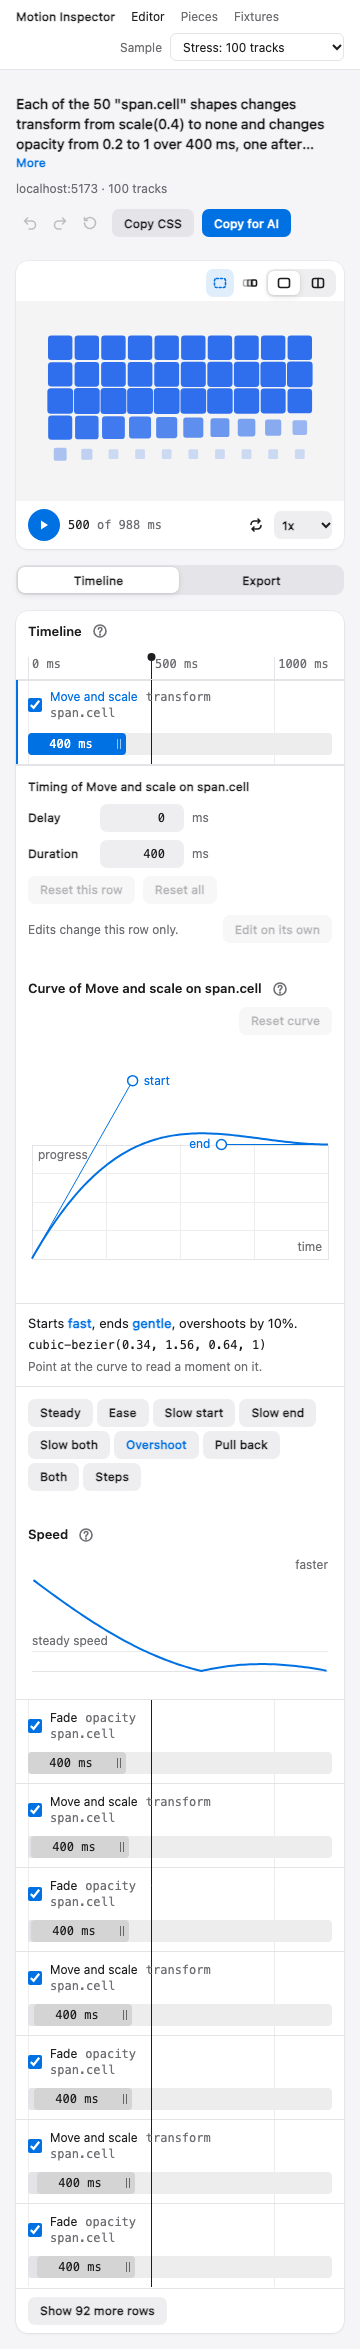 Motion Inspector Editor Pieces Fixtures
Sample Stress: 100 tracks
Each of the 50 "span.cell" shapes changes
transform from scale(0.4) to none and changes
opacity from 0.2 to 1 over 400 ms, one after...
More
localhost:5173 · 100 tracks
Copy CSS Copy for AI
500 of 988 ms 1x
Timeline Export
Timeline ?
0 ms 500 ms 1000 ms
Move and scale transform
span.cell
400 ms
Timing of Move and scale on span.cell
Delay 0 ms
Duration 400 ms
Reset this row Reset all
Edits change this row only. Edit on its own
Curve of Move and scale on span.cell ?
Reset curve
start
end
progress
time
Starts fast, ends gentle, overshoots by 10%.
cubic-bezier(0.34, 1.56, 0.64, 1)
Point at the curve to read a moment on it.
Steady Ease Slow start Slow end
Slow both Overshoot Pull back
Both Steps
Speed ?
faster
steady speed
Fade opacity
span.cell
400 ms
Move and scale transform
span.cell
400 ms
Fade opacity
span.cell
400 ms
Move and scale transform
span.cell
400 ms
Fade opacity
span.cell
400 ms
Move and scale transform
span.cell
400 ms
Fade opacity
span.cell
400 ms
Show 92 more rows